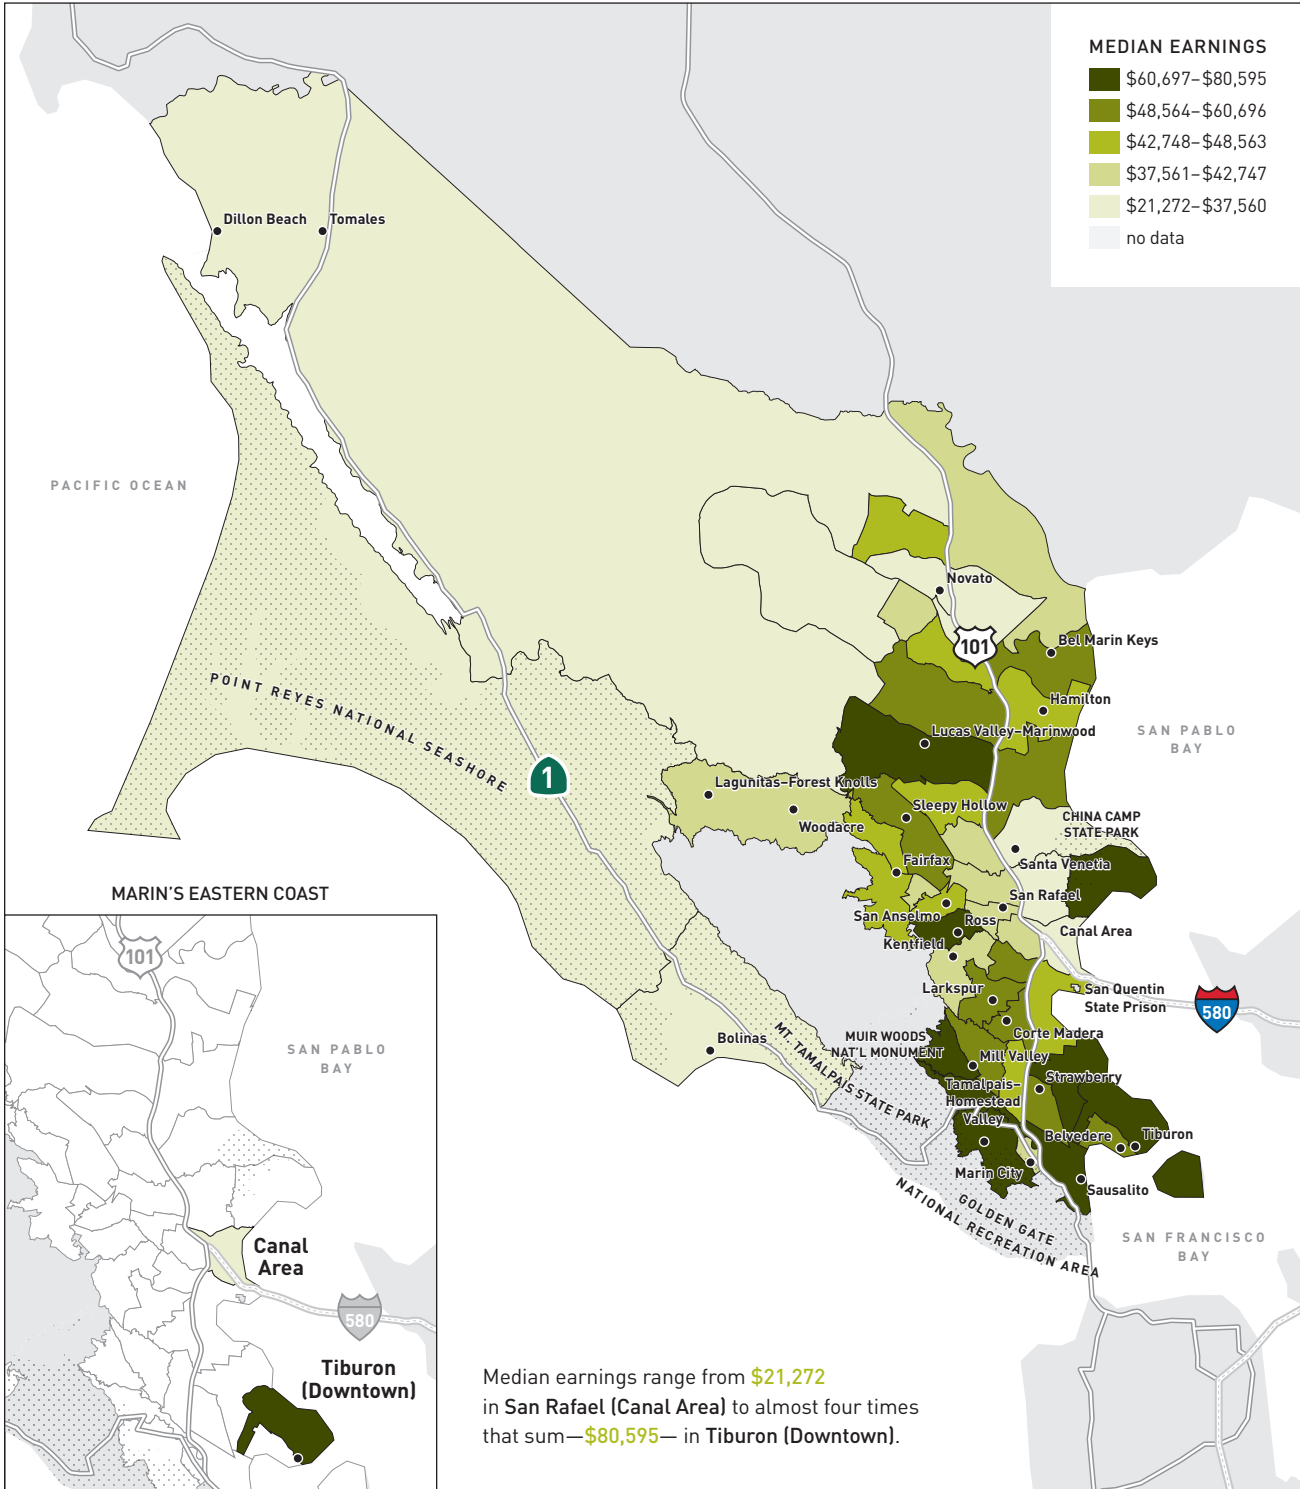 MEDIAN EARNINGS
$60,697–$80,595
$48,564–$60,696
$42,748–$48,563
$37,561–$42,747
$21,272–$37,560
no data
Dillon Beach
Tomales
PACIFIC OCEAN
Novato
101
Bel Marin Keys
Hamilton
POINT REYES NATIONAL SEASHORE
Lucas Valley–Marinwood
SAN PABLO
BAY
1
Lagunitas–Forest Knolls
Woodacre
Sleepy Hollow
CHINA CAMP
STATE PARK
Fairfax
Santa Venetia
San Rafael
San Anselmo
Ross
Canal Area
Kentfield
Larkspur
San Quentin
State Prison
580
Corte Madera
Bolinas
MT. TAMALPAIS STATE PARK
MUIR WOODS
NAT'L MONUMENT
Mill Valley
Strawberry
Tamalpais–
Homestead
Valley
Belvedere
Tiburon
Marin City
Sausalito
GOLDEN GATE
NATIONAL RECREATION AREA
SAN FRANCISCO
BAY
MARIN'S EASTERN COAST
101
SAN PABLO
BAY
Canal
Area
580
Tiburon
(Downtown)
Median earnings range from $21,272
in San Rafael (Canal Area) to almost four times
that sum—$80,595— in Tiburon (Downtown).